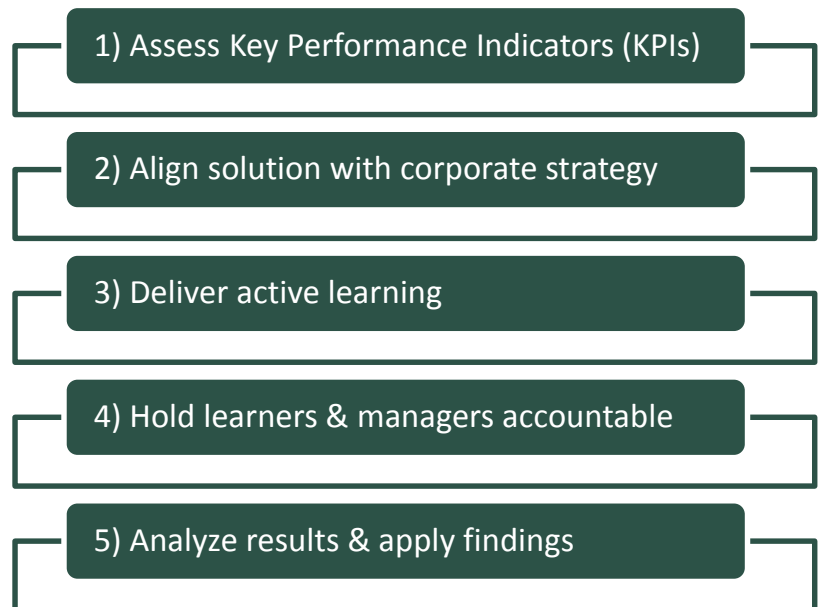 1) Assess Key Performance Indicators (KPIs)
2) Align solution with corporate strategy
3) Deliver active learning
4) Hold learners & managers accountable
5) Analyze results & apply findings